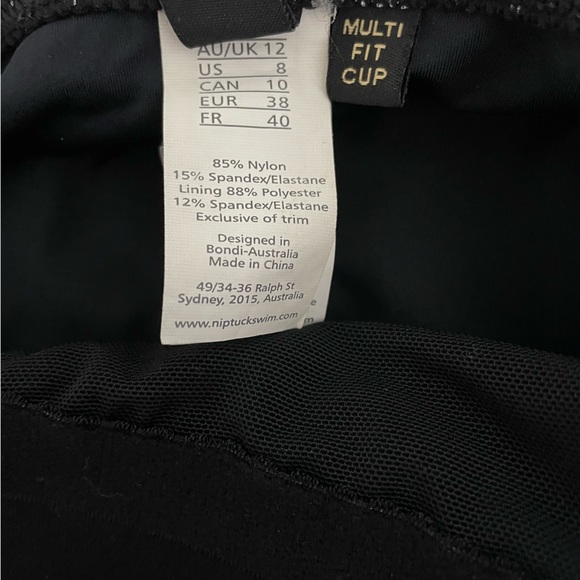 AU/UK 12
US 8
CAN 10
EUR 38
FR 40
85% Nylon
15% Spandex/Elastane
Lining 88% Polyester
12% Spandex/Elastane
Exclusive of trim
Designed in
Bondi-Australia
Made in China
49/34-36 Ralph St
Sydney, 2015, Australia
www.niptuckswim.com
e
m
MULTI
FIT
CUP